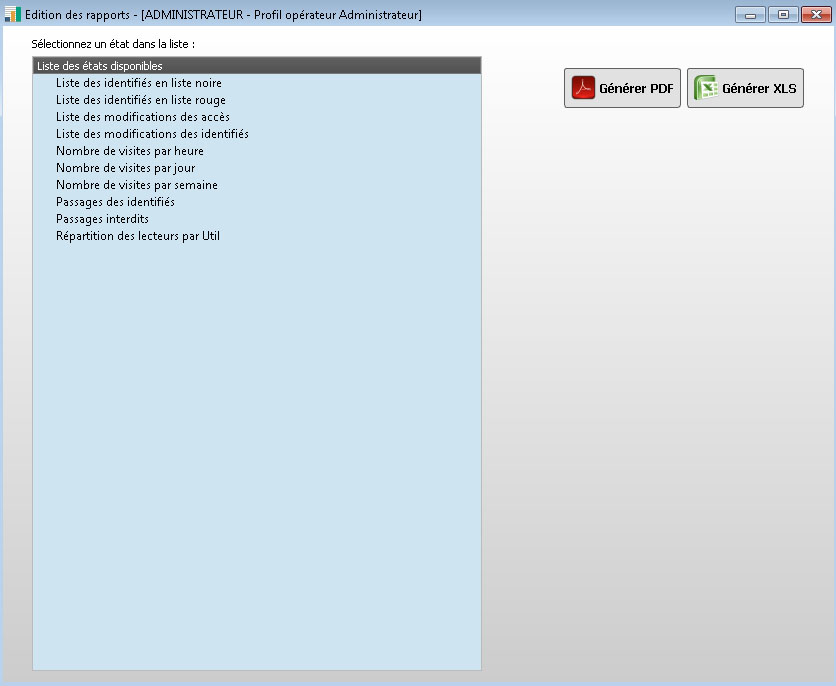 Edition des rapports - [ADMINISTRATEUR - Profil opérateur Administrateur]
Sélectionnez un état dans la liste :
Liste des états disponibles
Liste des identifiés en liste noire
Liste des identifiés en liste rouge
Liste des modifications des accès
Liste des modifications des identifiés
Nombre de visites par heure
Nombre de visites par jour
Nombre de visites par semaine
Passages des identifiés
Passages interdits
Répartition des lecteurs par Util
Générer PDF
Générer XLS